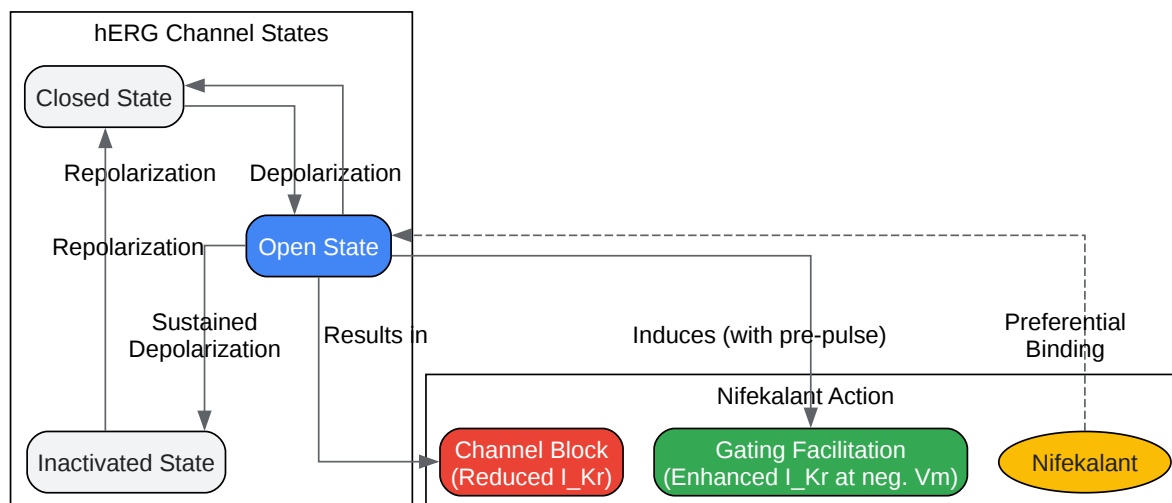 hERG Channel States
Closed State
Repolarization
Depolarization
Repolarization
Open State
Sustained
Depolarization
Results in
Induces (with pre-pulse)
Preferential
Binding
Nifekalant Action
Inactivated State
Channel Block
(Reduced I_Kr)
Gating Facilitation
(Enhanced I_Kr at neg. Vm)
Nifekalant